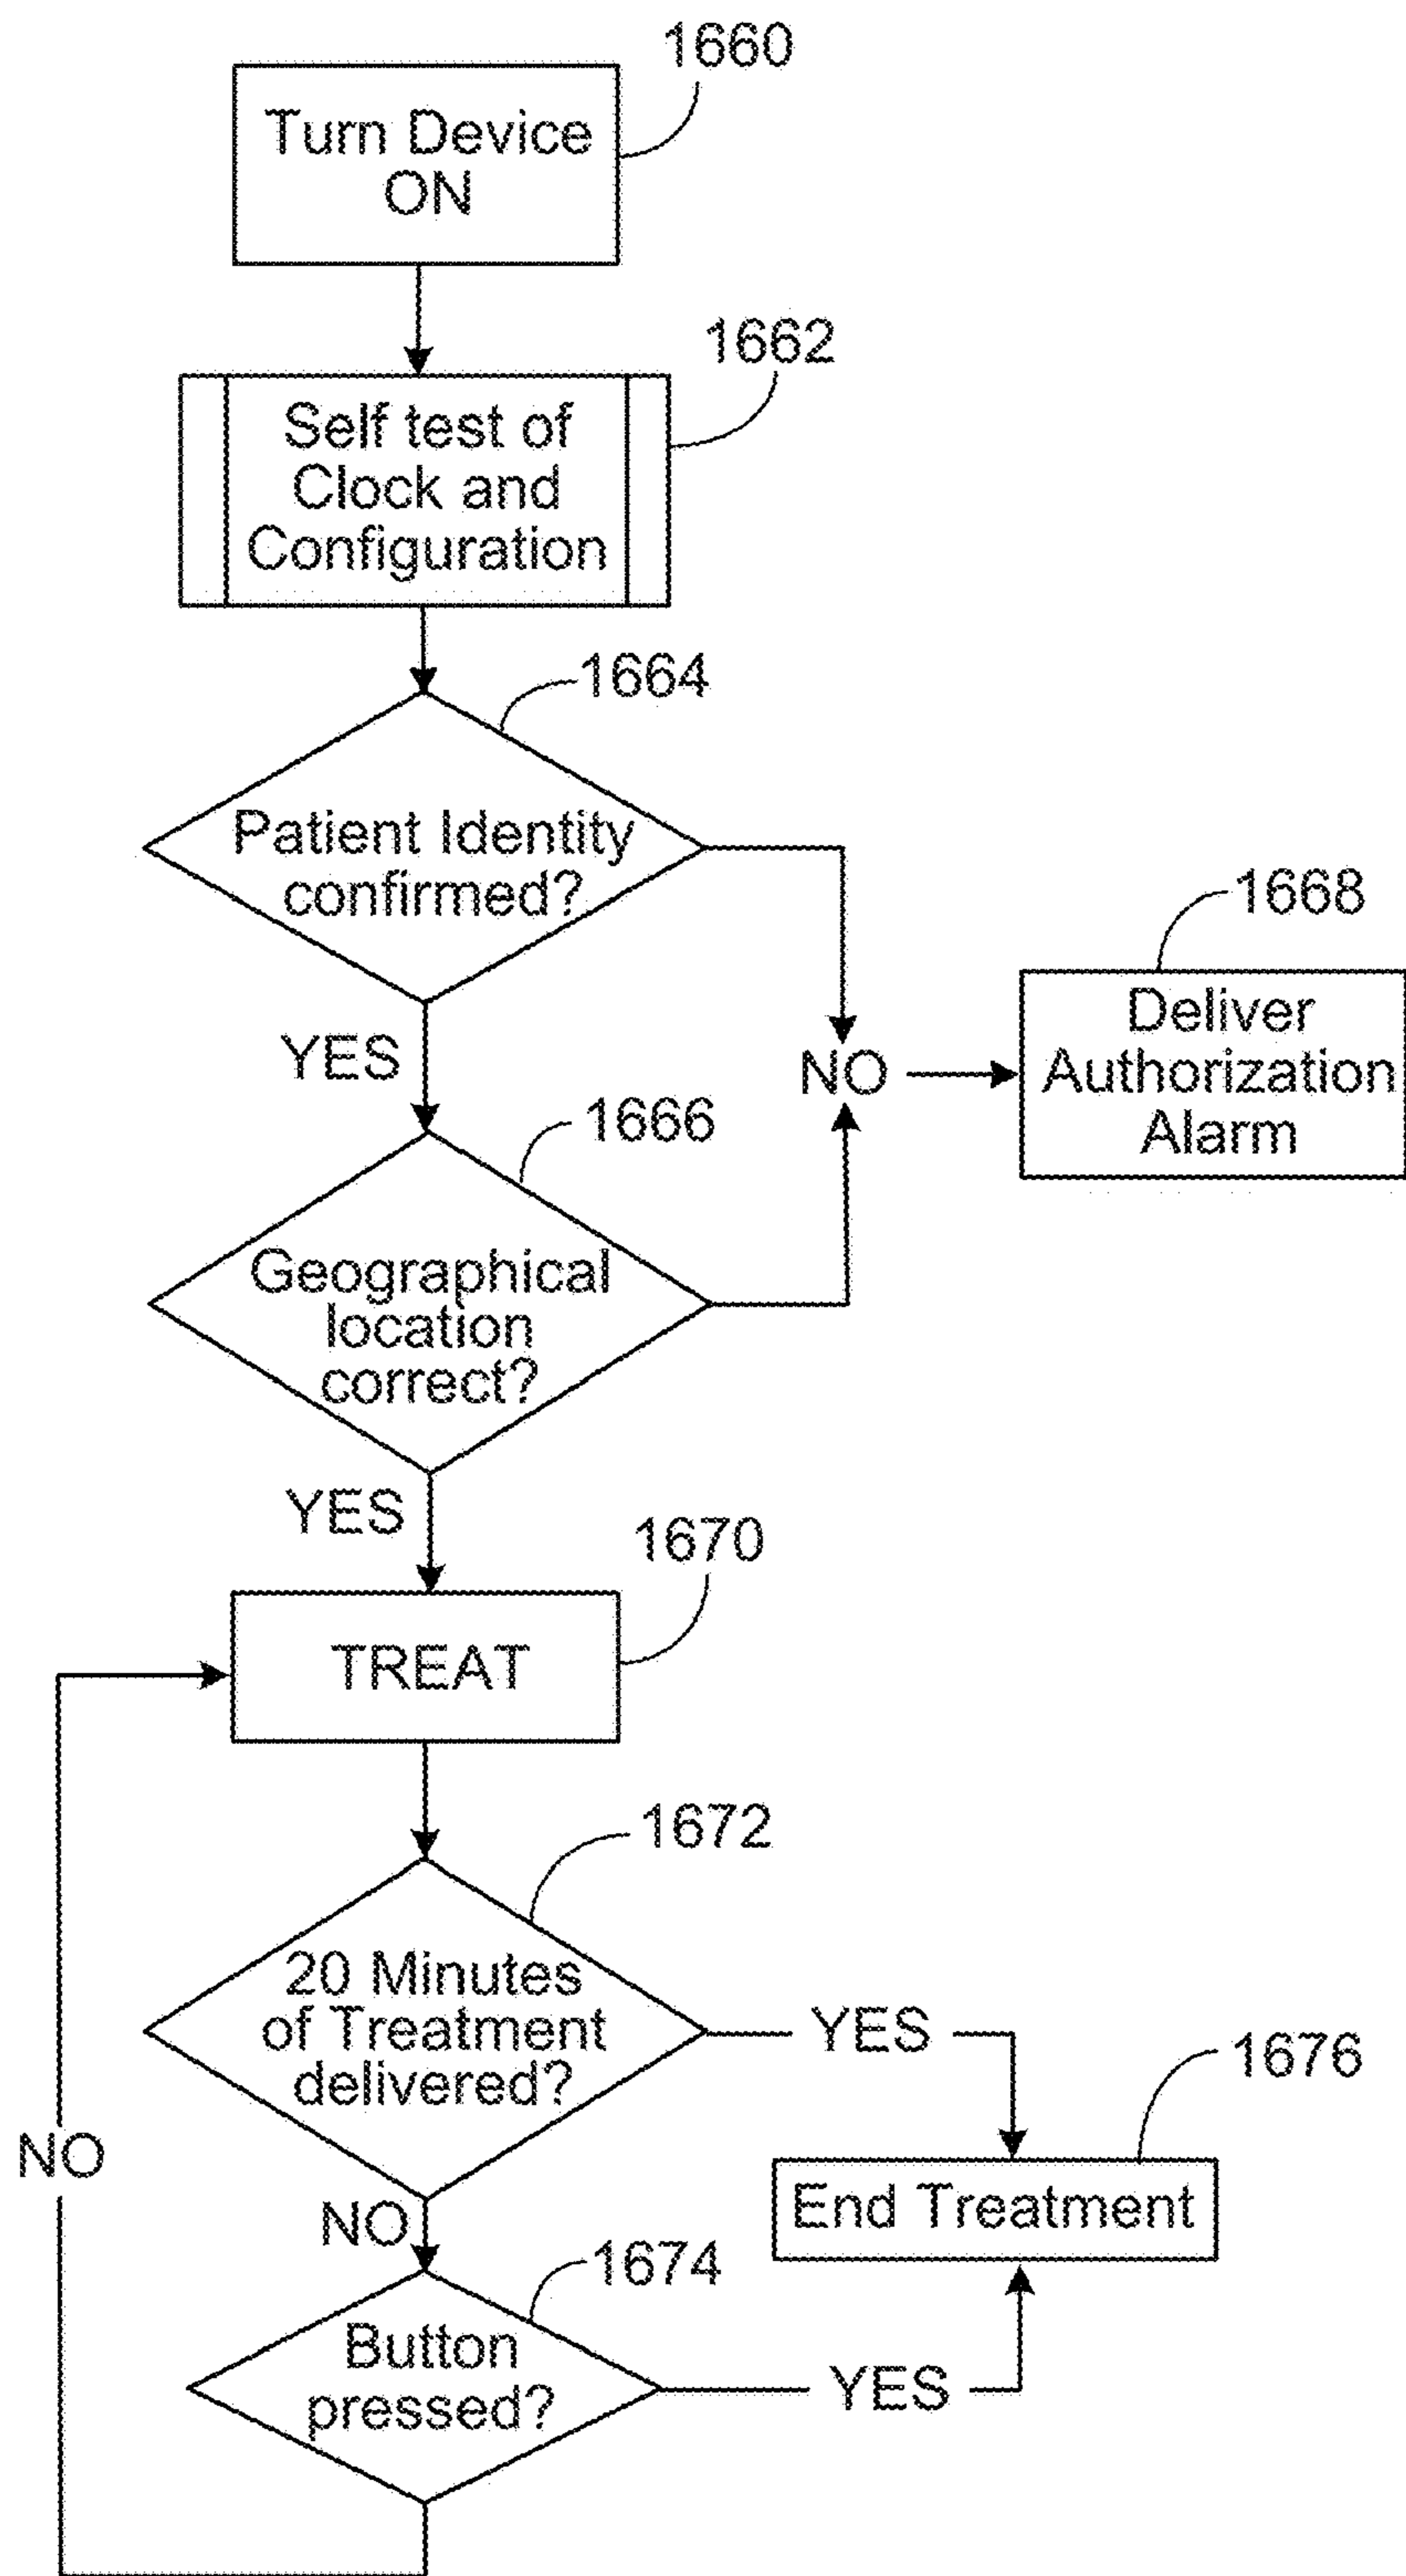 1660
Turn Device
ON
1662
Self test of
Clock and
Configuration
1664
Patient Identity
confirmed?
1668
Deliver
Authorization
Alarm
YES
NO
1666
Geographical
location
correct?
YES
1670
TREAT
1672
20 Minutes
of Treatment
delivered?
YES
1676
End Treatment
NO
NO
1674
Button
pressed?
YES